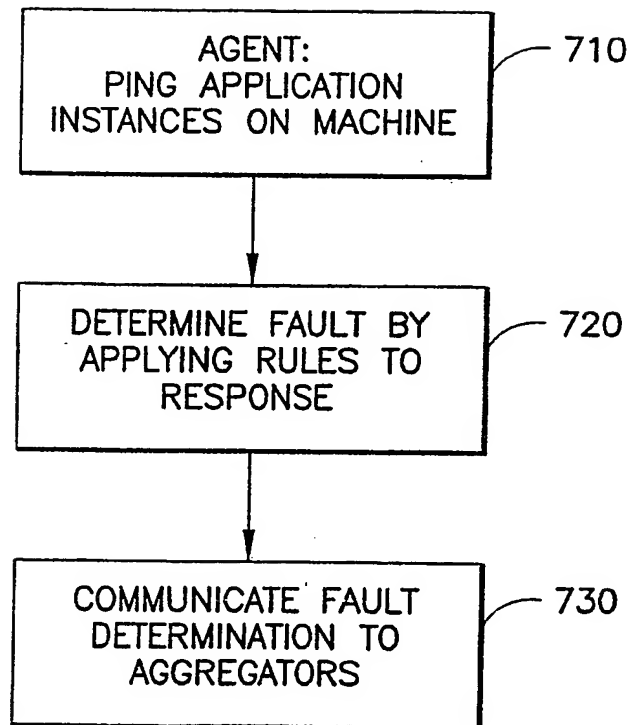 AGENT:
PING APPLICATION
INSTANCES ON MACHINE
710
DETERMINE FAULT BY
APPLYING RULES TO
RESPONSE
720
COMMUNICATE FAULT
DETERMINATION TO
AGGREGATORS
730